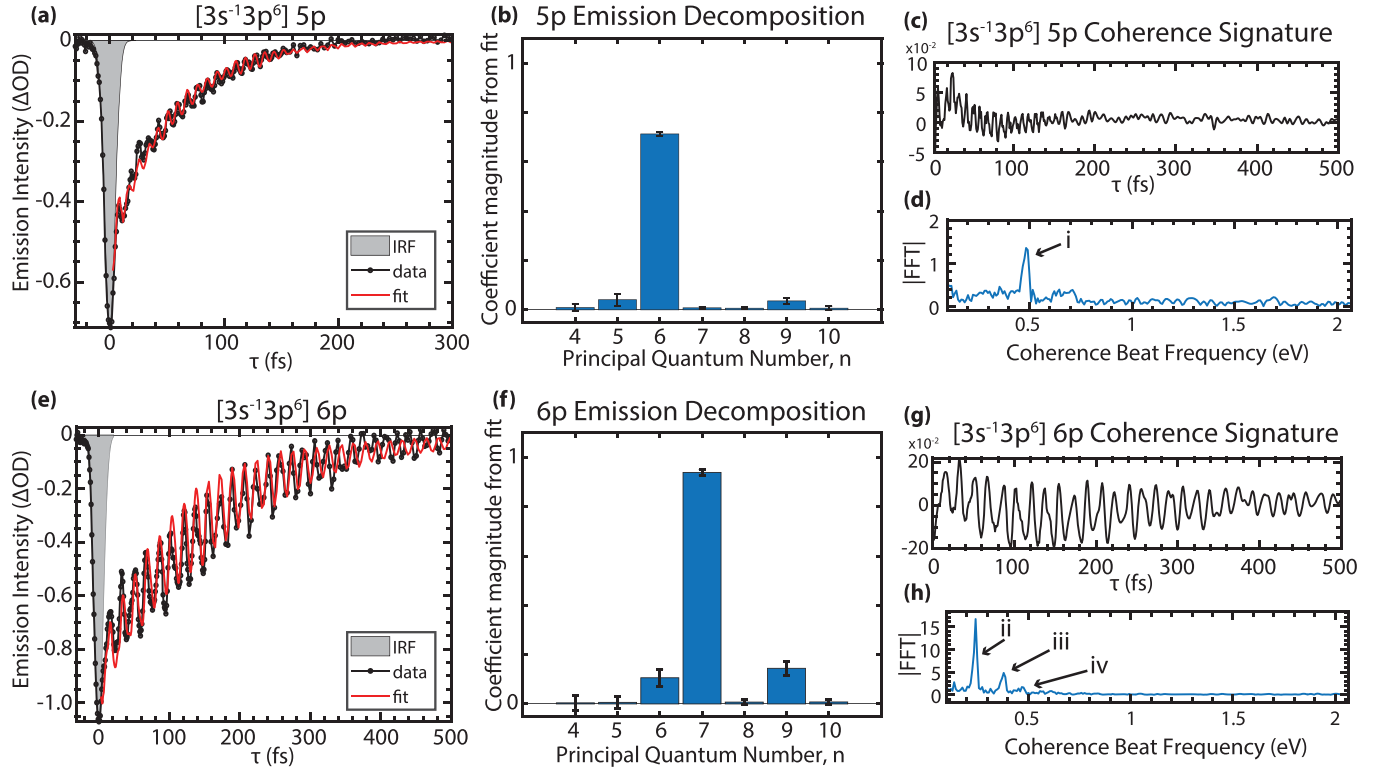 (a)
[3s⁻¹3p⁶] 5p
Emission Intensity (ΔOD)
0
-0.2
-0.4
-0.6
IRF
data
fit
0 100 200 300
τ (fs)
(b)
5p Emission Decomposition
Coefficient magnitude from fit
1
0
4 5 6 7 8 9 10
Principal Quantum Number, n
(c)
[3s⁻¹3p⁶] 5p Coherence Signature
x10⁻²
10
5
0
-5
0 100 200 300 400 500
τ (fs)
(d)
|FFT|
2
1
0
i
0.5 1 1.5 2
Coherence Beat Frequency (eV)
(e)
[3s⁻¹3p⁶] 6p
Emission Intensity (ΔOD)
0
-0.2
-0.4
-0.6
-0.8
-1.0
IRF
data
fit
0 100 200 300 400 500
τ (fs)
(f)
6p Emission Decomposition
Coefficient magnitude from fit
1
0
4 5 6 7 8 9 10
Principal Quantum Number, n
(g)
[3s⁻¹3p⁶] 6p Coherence Signature
x10⁻²
20
0
-20
0 100 200 300 400 500
τ (fs)
(h)
|FFT|
15
10
5
0
ii
iii
iv
0.5 1 1.5 2
Coherence Beat Frequency (eV)